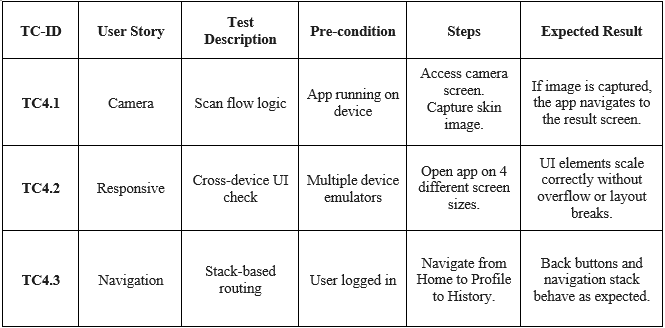 TC-ID
User Story
Test
Description
Pre-condition
Steps
Expected Result
TC4.1
Camera
Scan flow logic
App running on
device
Access camera
screen.
Capture skin
image.
If image is captured,
the app navigates to
the result screen.
TC4.2
Responsive
Cross-device UI
check
Multiple device
emulators
Open app on 4
different screen
sizes.
UI elements scale
correctly without
overflow or layout
breaks.
TC4.3
Navigation
Stack-based
routing
User logged in
Navigate from
Home to Profile
to History.
Back buttons and
navigation stack
behave as expected.